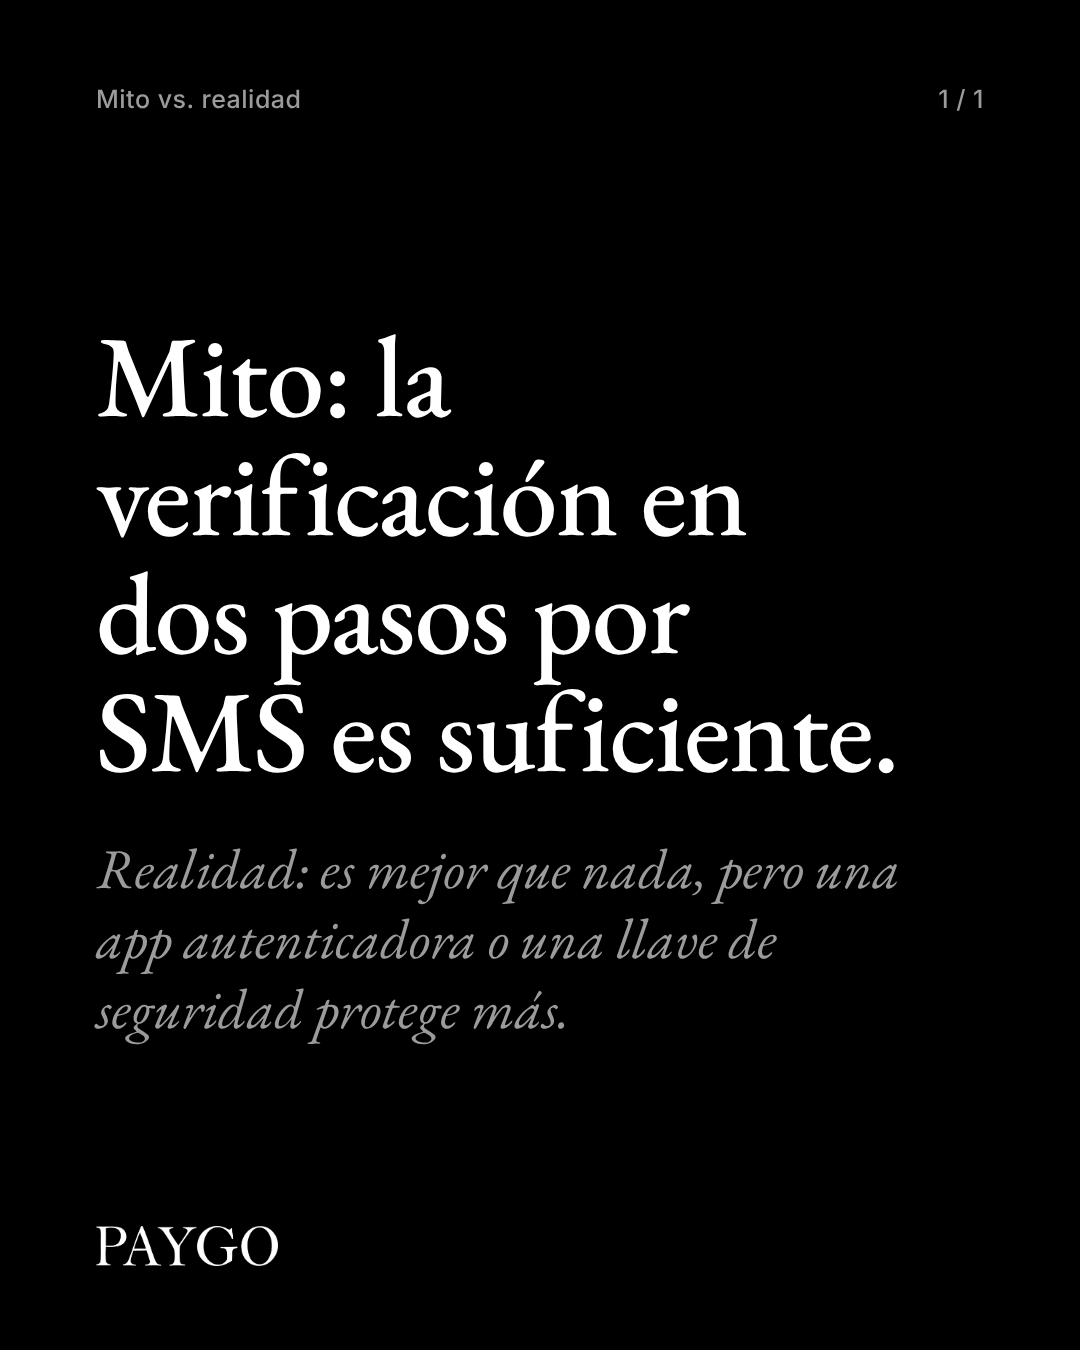 Mito vs. realidad
1 / 1
Mito: la
verificación en
dos pasos por
SMS es suficiente.
Realidad: es mejor que nada, pero una
app autenticadora o una llave de
seguridad protege más.
PAYGO